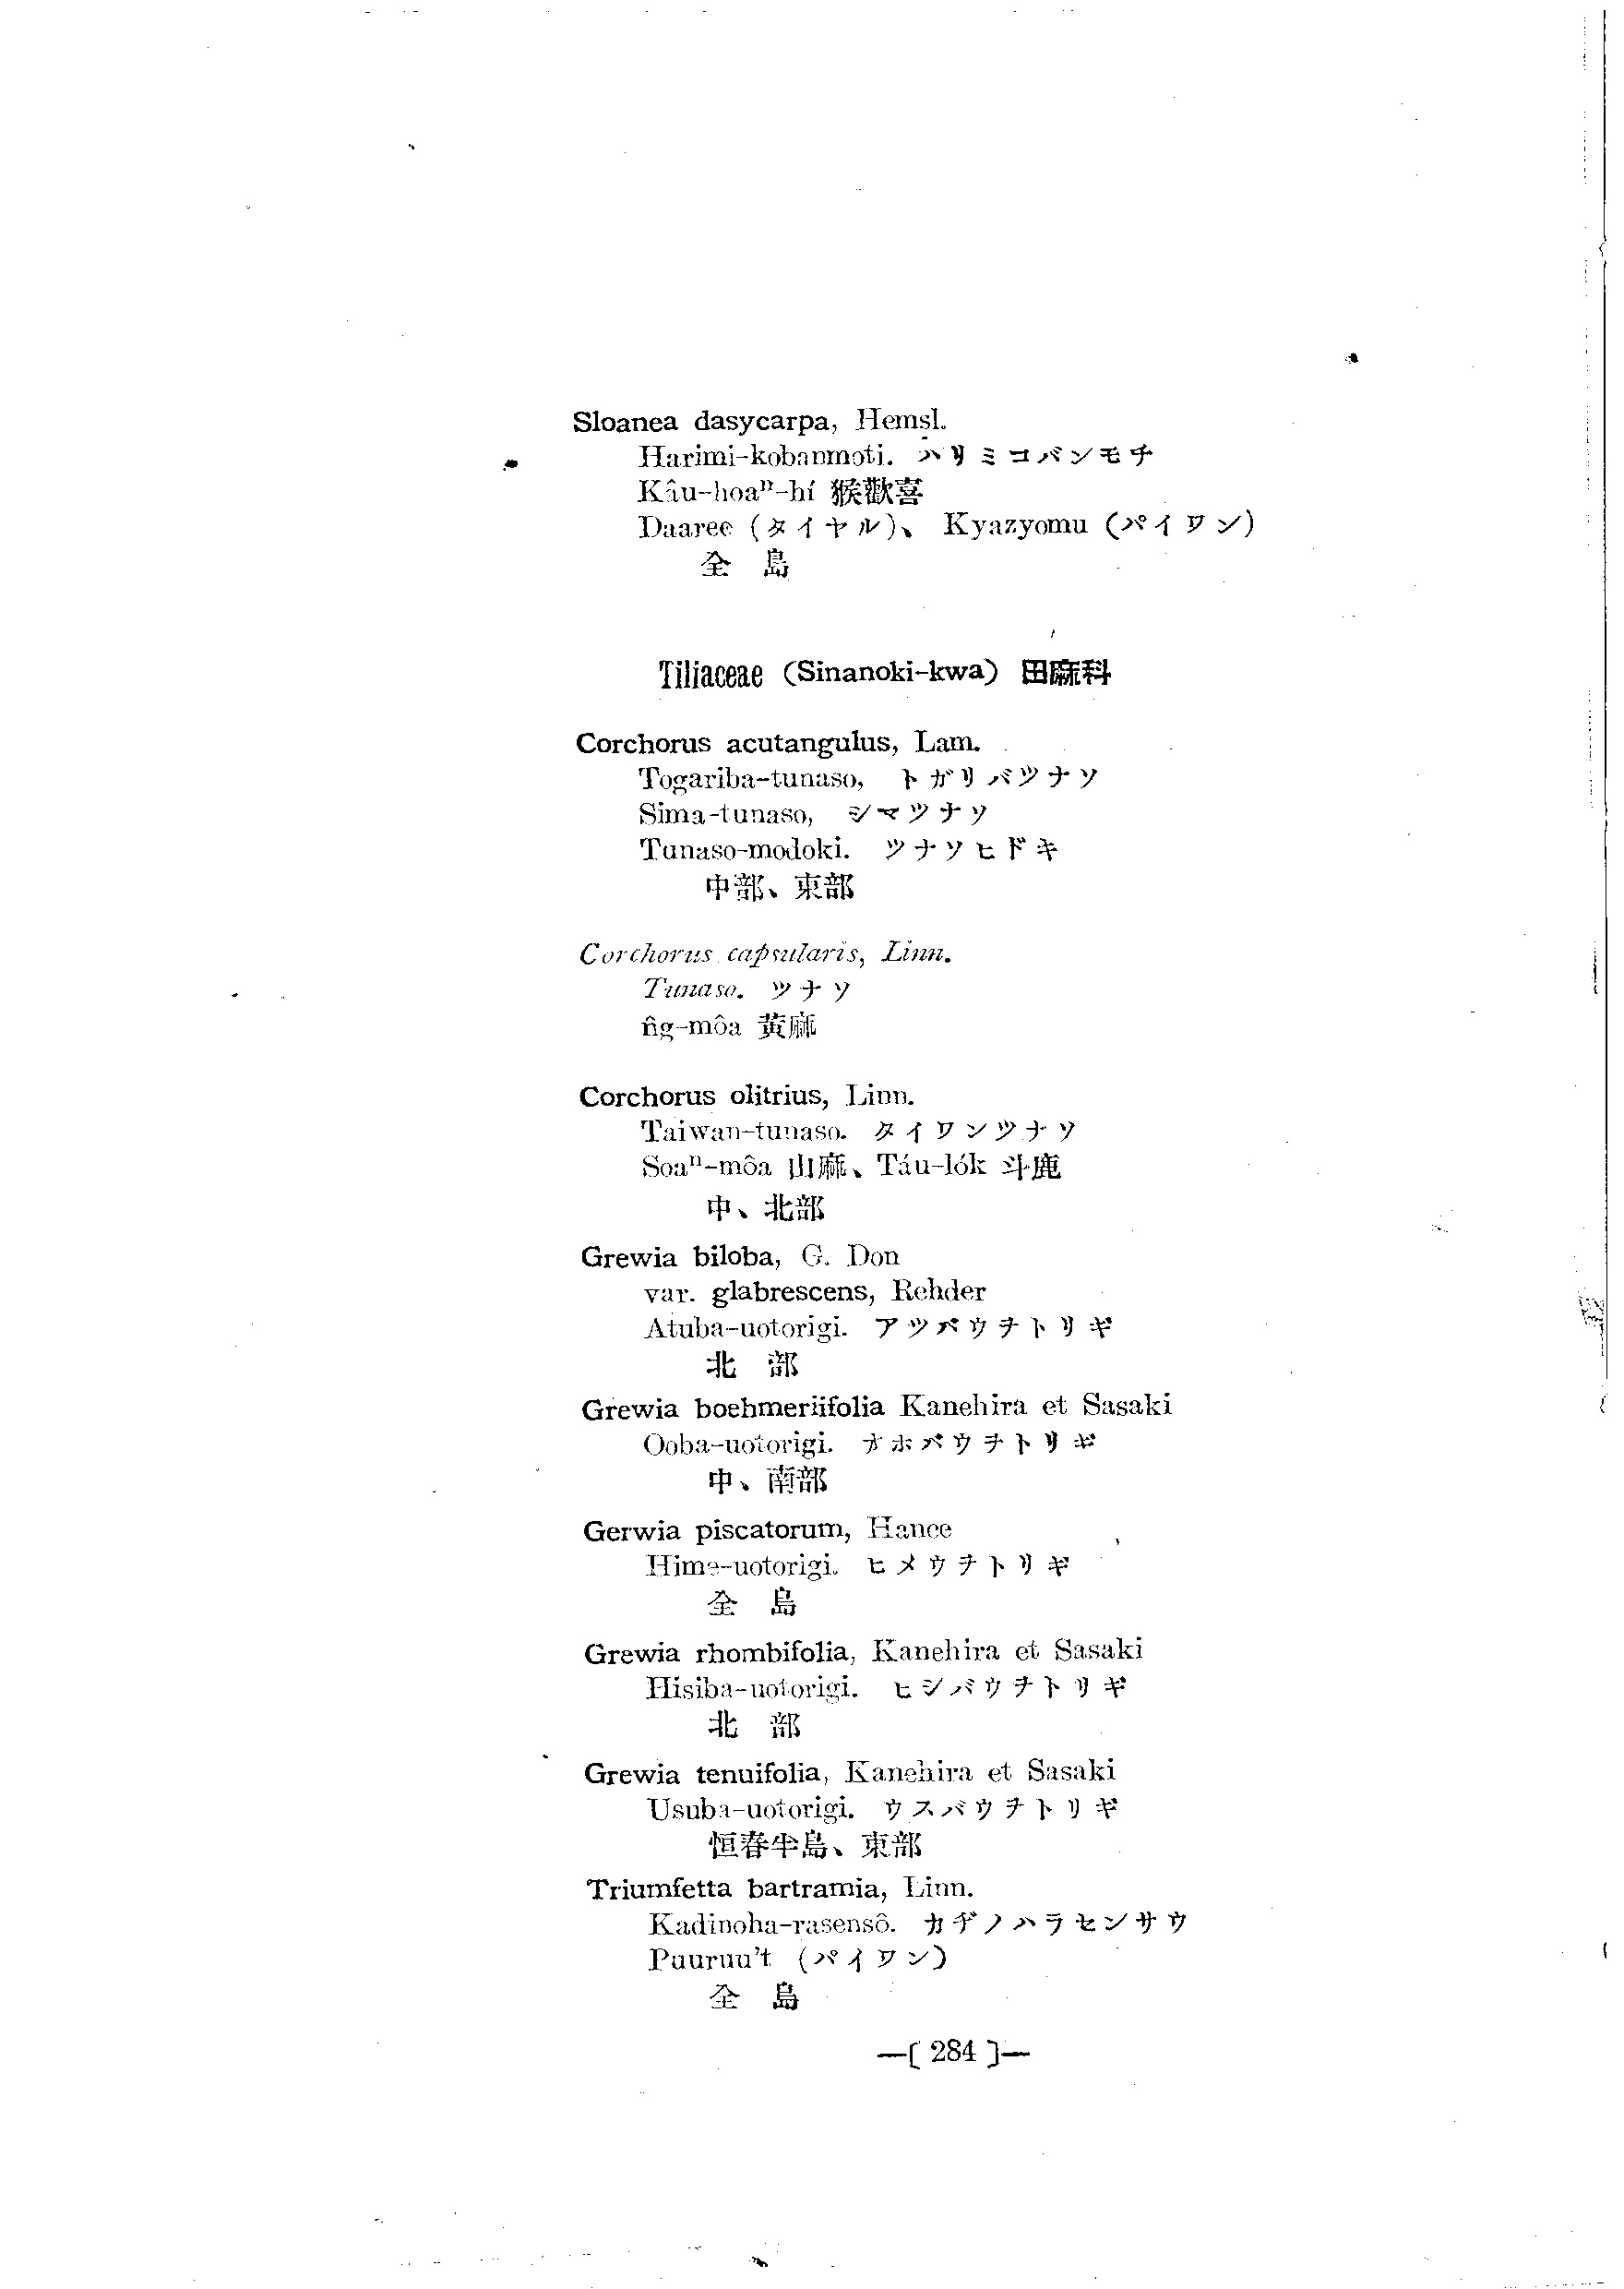 Sloanea dasycarpa, Hemsl.
Harimi-kobanmoti. ハリミコバンモチ
Kâu-hoaⁿ-hí 猴歡喜
Daaree (タイヤル)、 Kyazyomu (パイワン)
全 島
Tiliaceae (Sinanoki-kwa) 田麻科
Corchorus acutangulus, Lam.
Togariba-tunaso, トガリバツナソ
Sima-tunaso, シマツナソ
Tunaso-modoki. ツナソヒドキ
中部、東部
Corchorus capsularis, Linn.
Tunaso. ツナソ
n̂g-môa 黄麻
Corchorus olitrius, Linn.
Taiwan-tunaso. タイワンツナソ
Soaⁿ-môa 山麻、Táu-lók 斗鹿
中、北部
Grewia biloba, G. Don
var. glabrescens, Rehder
Atuba-uotorigi. アツバウヲトリギ
北 部
Grewia boehmeriifolia Kanehira et Sasaki
Ooba-uotorigi. オホバウヲトリギ
中、南部
Gerwia piscatorum, Hance
Hime-uotorigi. ヒメウヲトリギ
全 島
Grewia rhombifolia, Kanehira et Sasaki
Hisiba-uotorigi. ヒシバウヲトリギ
北 部
Grewia tenuifolia, Kanehira et Sasaki
Usuba-uotorigi. ウスバウヲトリギ
恒春半島、東部
Triumfetta bartramia, Linn.
Kadinoha-rasensô. カヂノハラセンサウ
Puuruu't (パイワン)
全 島
—[ 284 ]—